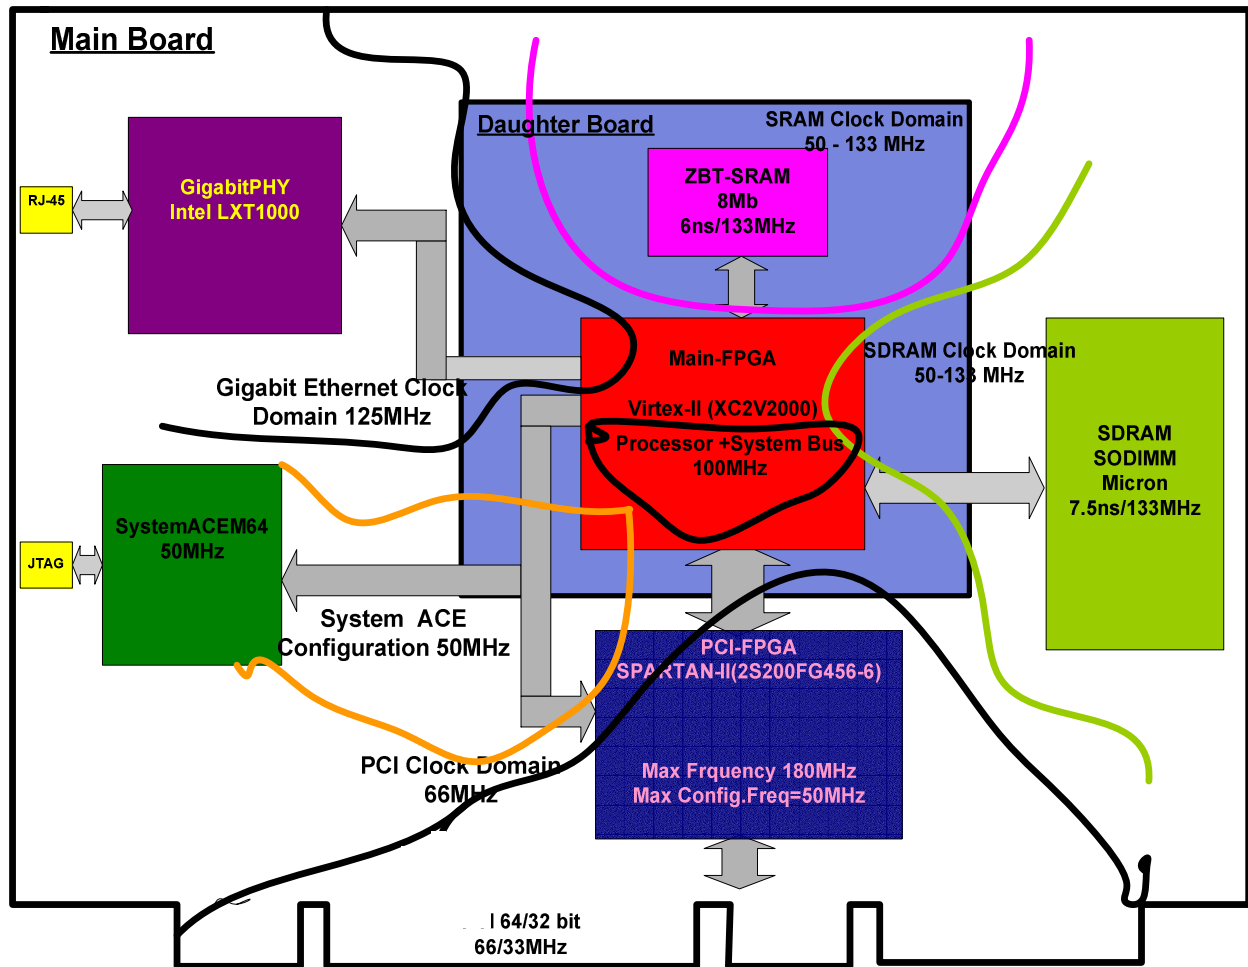 Main Board
Daughter Board
SRAM Clock Domain
50 - 133 MHz
ZBT-SRAM
8Mb
6ns/133MHz
RJ-45
GigabitPHY
Intel LXT1000
Main-FPGA
Virtex-II (XC2V2000)
Processor +System Bus
100MHz
SDRAM Clock Domain
50-133 MHz
Gigabit Ethernet Clock
Domain 125MHz
SDRAM
SODIMM
Micron
7.5ns/133MHz
SystemACEM64
50MHz
JTAG
System ACE
Configuration 50MHz
PCI-FPGA
SPARTAN-II(2S200FG456-6)
Max Frquency 180MHz
Max Config.Freq=50MHz
PCI Clock Domain
66MHz
64/32 bit
66/33MHz